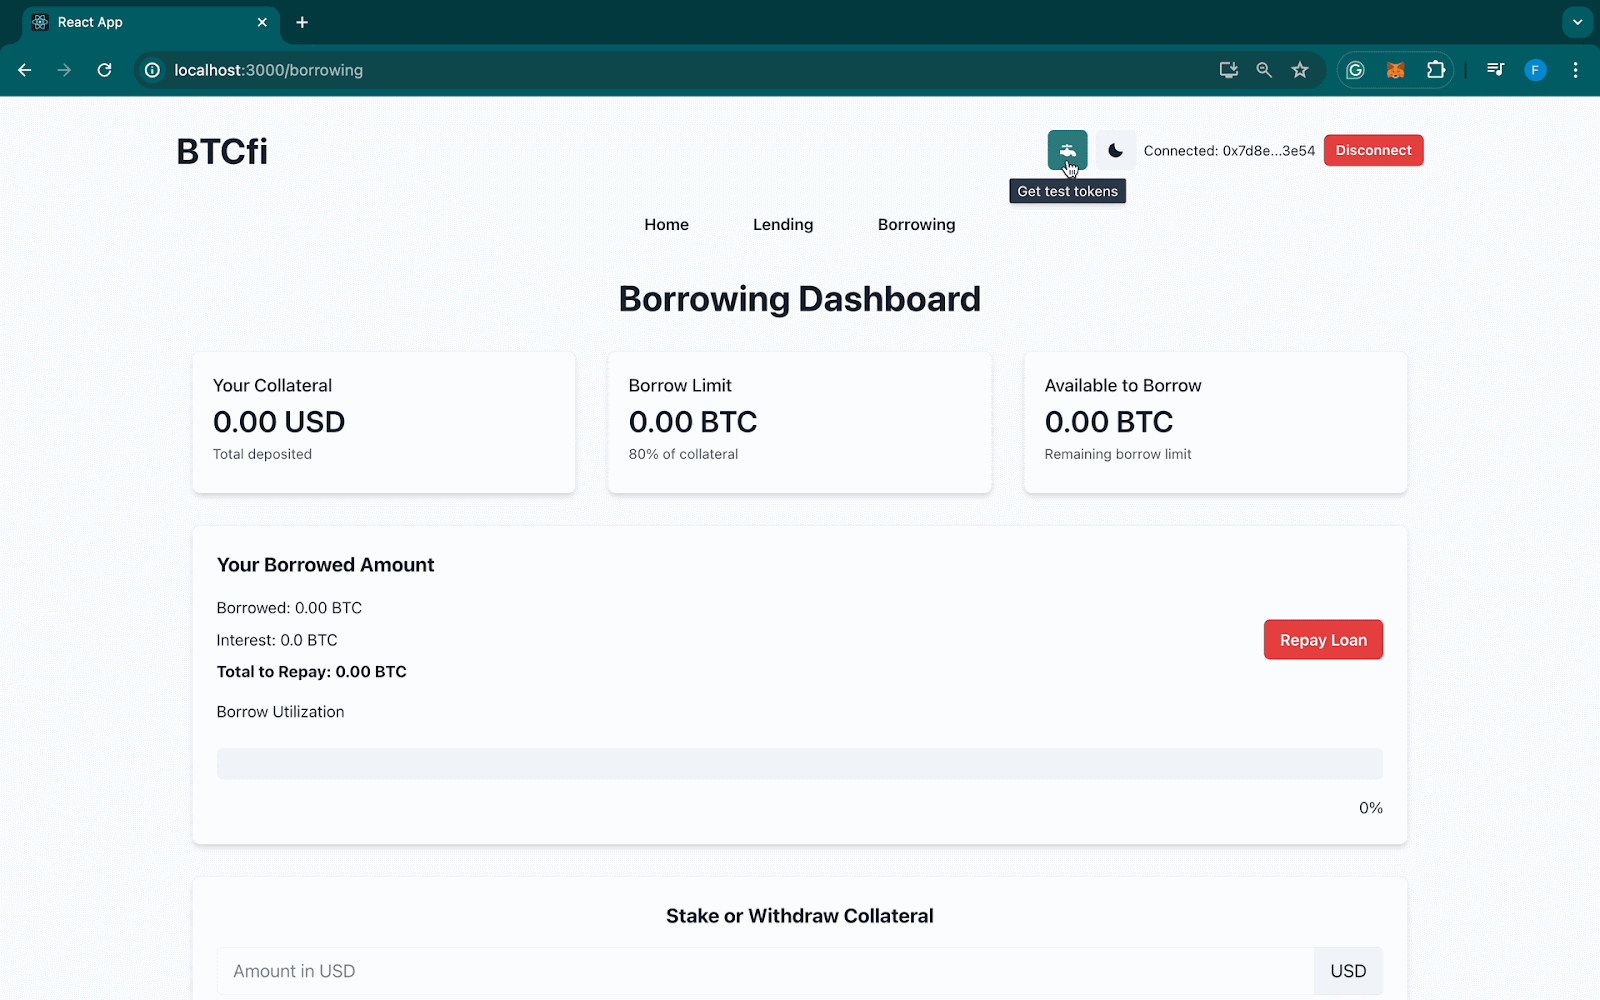 React App
localhost:3000/borrowing
F
BTCfi
Connected: 0x7d8e...3e54
Disconnect
Get test tokens
Home
Lending
Borrowing
Borrowing Dashboard
Your Collateral
0.00 USD
Total deposited
Borrow Limit
0.00 BTC
80% of collateral
Available to Borrow
0.00 BTC
Remaining borrow limit
Your Borrowed Amount
Borrowed: 0.00 BTC
Interest: 0.0 BTC
Total to Repay: 0.00 BTC
Repay Loan
Borrow Utilization
0%
Stake or Withdraw Collateral
Amount in USD
USD